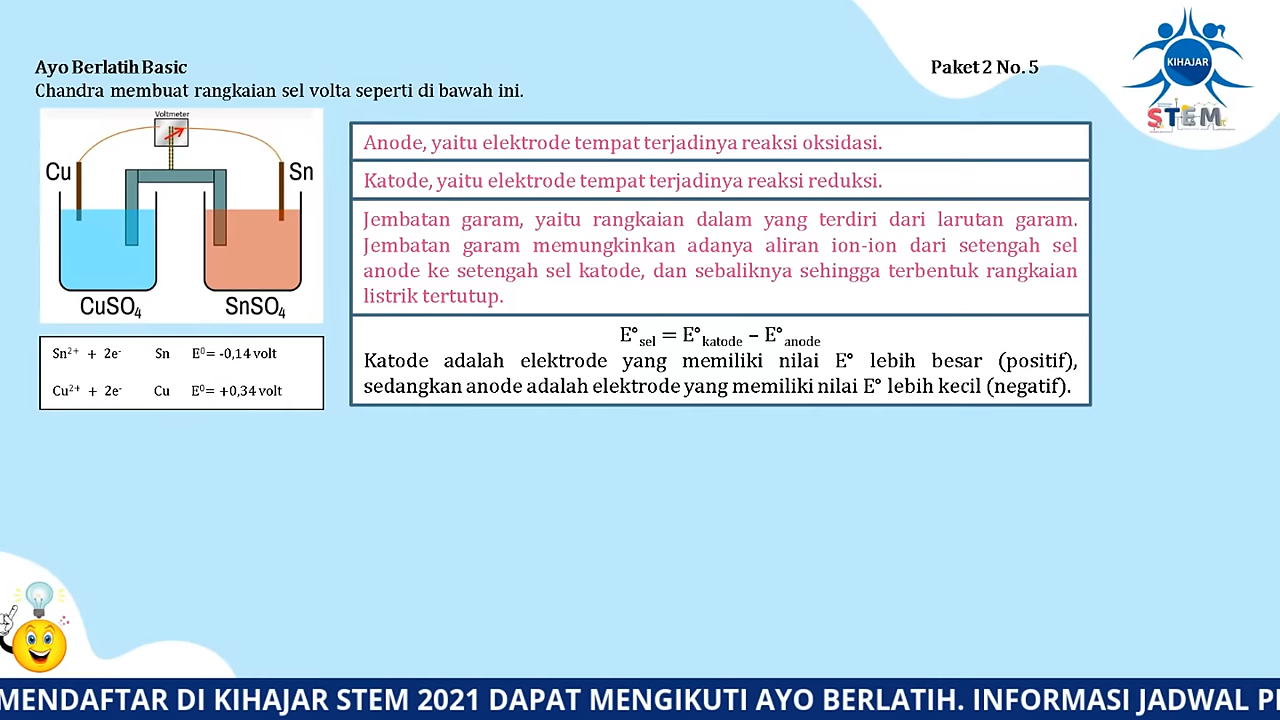 Ayo Berlatih Basic
Paket 2 No. 5
Chandra membuat rangkaian sel volta seperti di bawah ini.
KIHAJAR
STEM
Voltmeter
Cu
Sn
CuSO₄
SnSO₄
Sn²⁺ + 2e⁻ Sn E⁰= -0,14 volt
Cu²⁺ + 2e⁻ Cu E⁰= +0,34 volt
Anode, yaitu elektrode tempat terjadinya reaksi oksidasi.
Katode, yaitu elektrode tempat terjadinya reaksi reduksi.
Jembatan garam, yaitu rangkaian dalam yang terdiri dari larutan garam.
Jembatan garam memungkinkan adanya aliran ion-ion dari setengah sel
anode ke setengah sel katode, dan sebaliknya sehingga terbentuk rangkaian
listrik tertutup.
E°sel = E°katode – E°anode
Katode adalah elektrode yang memiliki nilai E° lebih besar (positif),
sedangkan anode adalah elektrode yang memiliki nilai E° lebih kecil (negatif).
MENDAFTAR DI KIHAJAR STEM 2021 DAPAT MENGIKUTI AYO BERLATIH. INFORMASI JADWAL